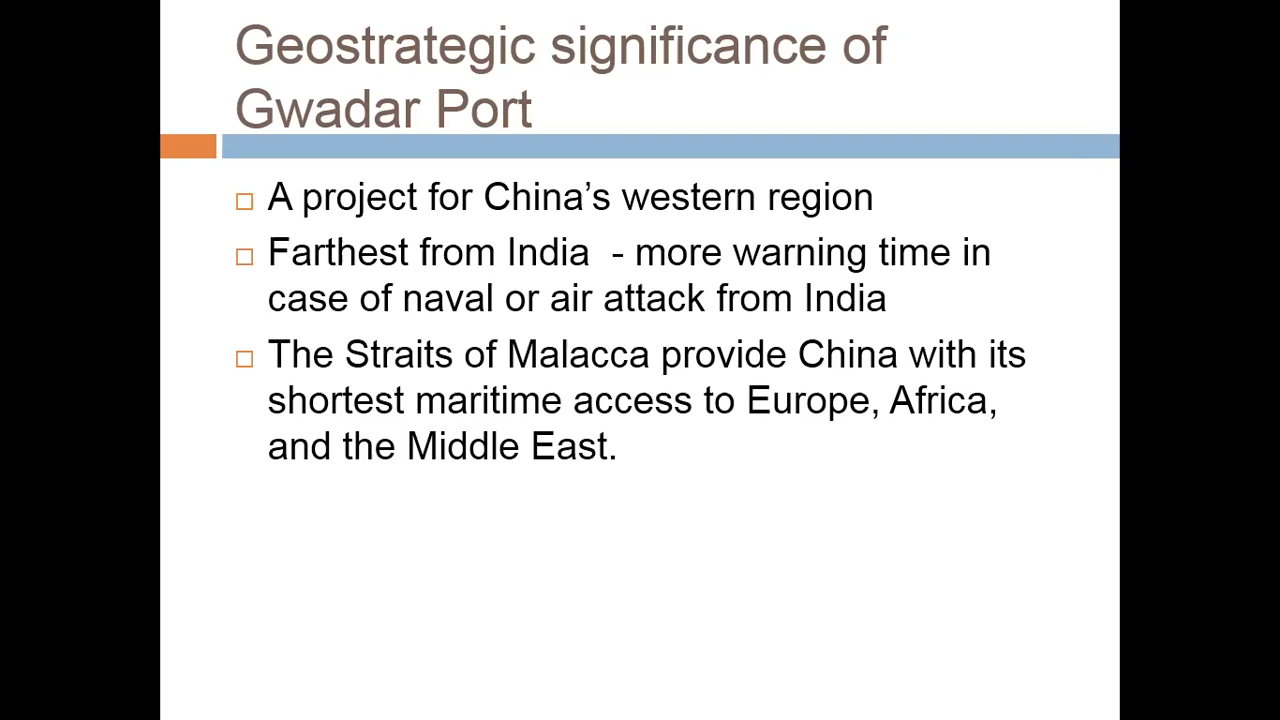 Geostrategic significance of
Gwadar Port
A project for China’s western region
Farthest from India  - more warning time in
case of naval or air attack from India
The Straits of Malacca provide China with its
shortest maritime access to Europe, Africa,
and the Middle East.